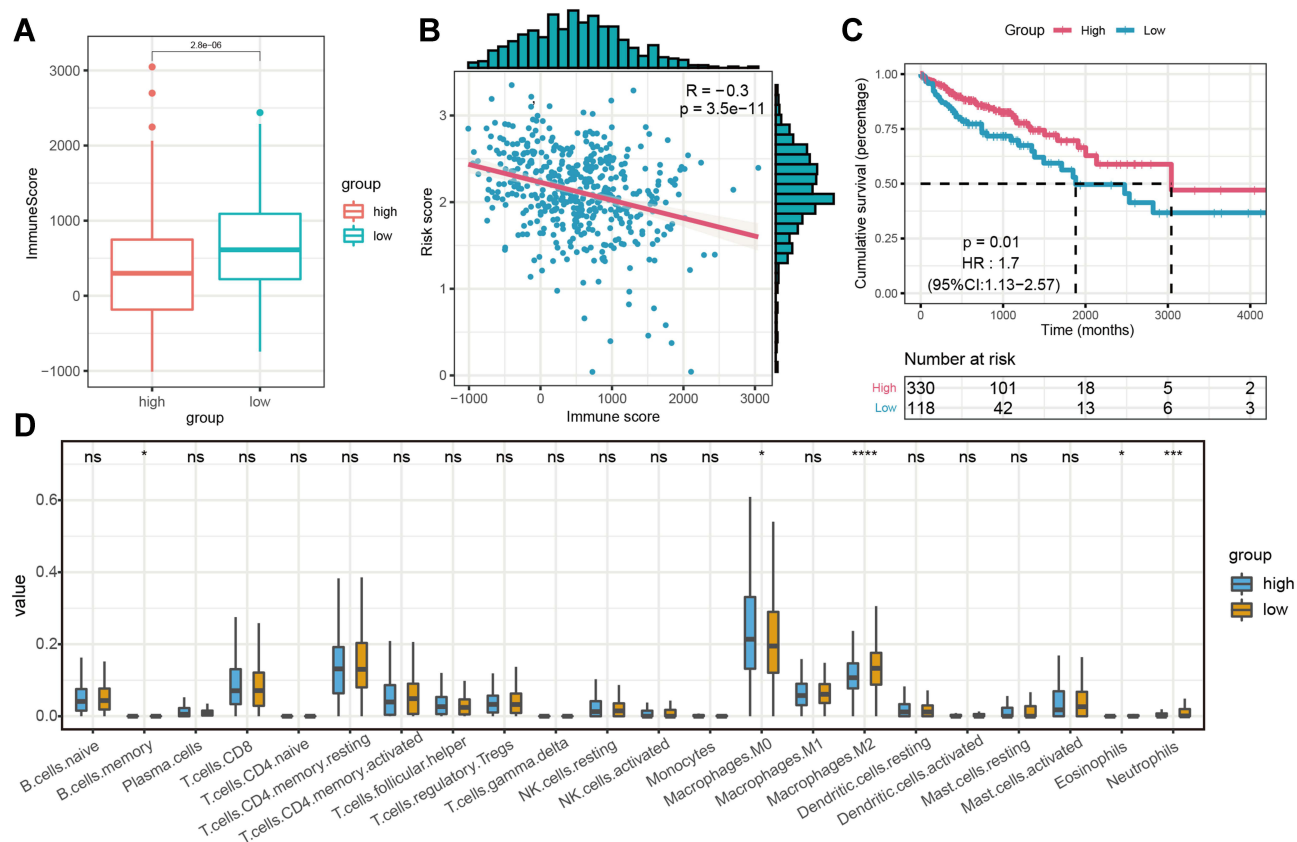 A
2.8e−06
3000
2000
1000
0
−1000
ImmuneScore
high
low
group
group
high
low
B
R = −0.3
p = 3.5e−11
3
2
1
0
Risk score
−1000
0
1000
2000
3000
Immune score
C
Group High Low
1.00
0.75
0.50
0.25
0.00
Cumulative survival (percentage)
p = 0.01
HR : 1.7
(95%CI:1.13−2.57)
0
1000
2000
3000
4000
Time (months)
Number at risk
High 330 101 18 5 2
Low 118 42 13 6 3
D
ns * ns ns ns ns ns ns ns ns ns ns ns * ns **** ns ns ns ns * ***
0.6
0.4
0.2
0.0
value
B.cells.naive
B.cells.memory
Plasma.cells
T.cells.CD8
T.cells.CD4.naive
T.cells.CD4.memory.resting
T.cells.CD4.memory.activated
T.cells.follicular.helper
T.cells.regulatory.Tregs
T.cells.gamma.delta
NK.cells.resting
NK.cells.activated
Monocytes
Macrophages.M0
Macrophages.M1
Macrophages.M2
Dendritic.cells.resting
Dendritic.cells.activated
Mast.cells.resting
Mast.cells.activated
Eosinophils
Neutrophils
group
high
low